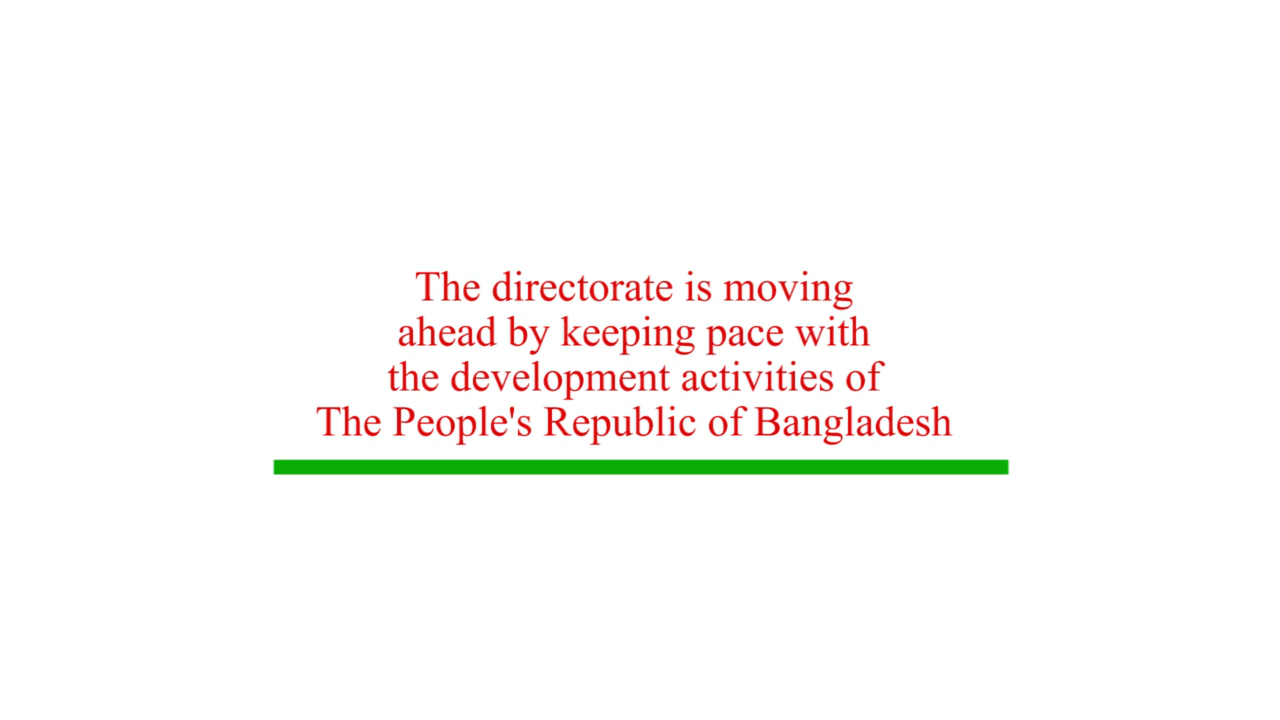 The directorate is moving
ahead by keeping pace with
the development activities of
The People's Republic of Bangladesh